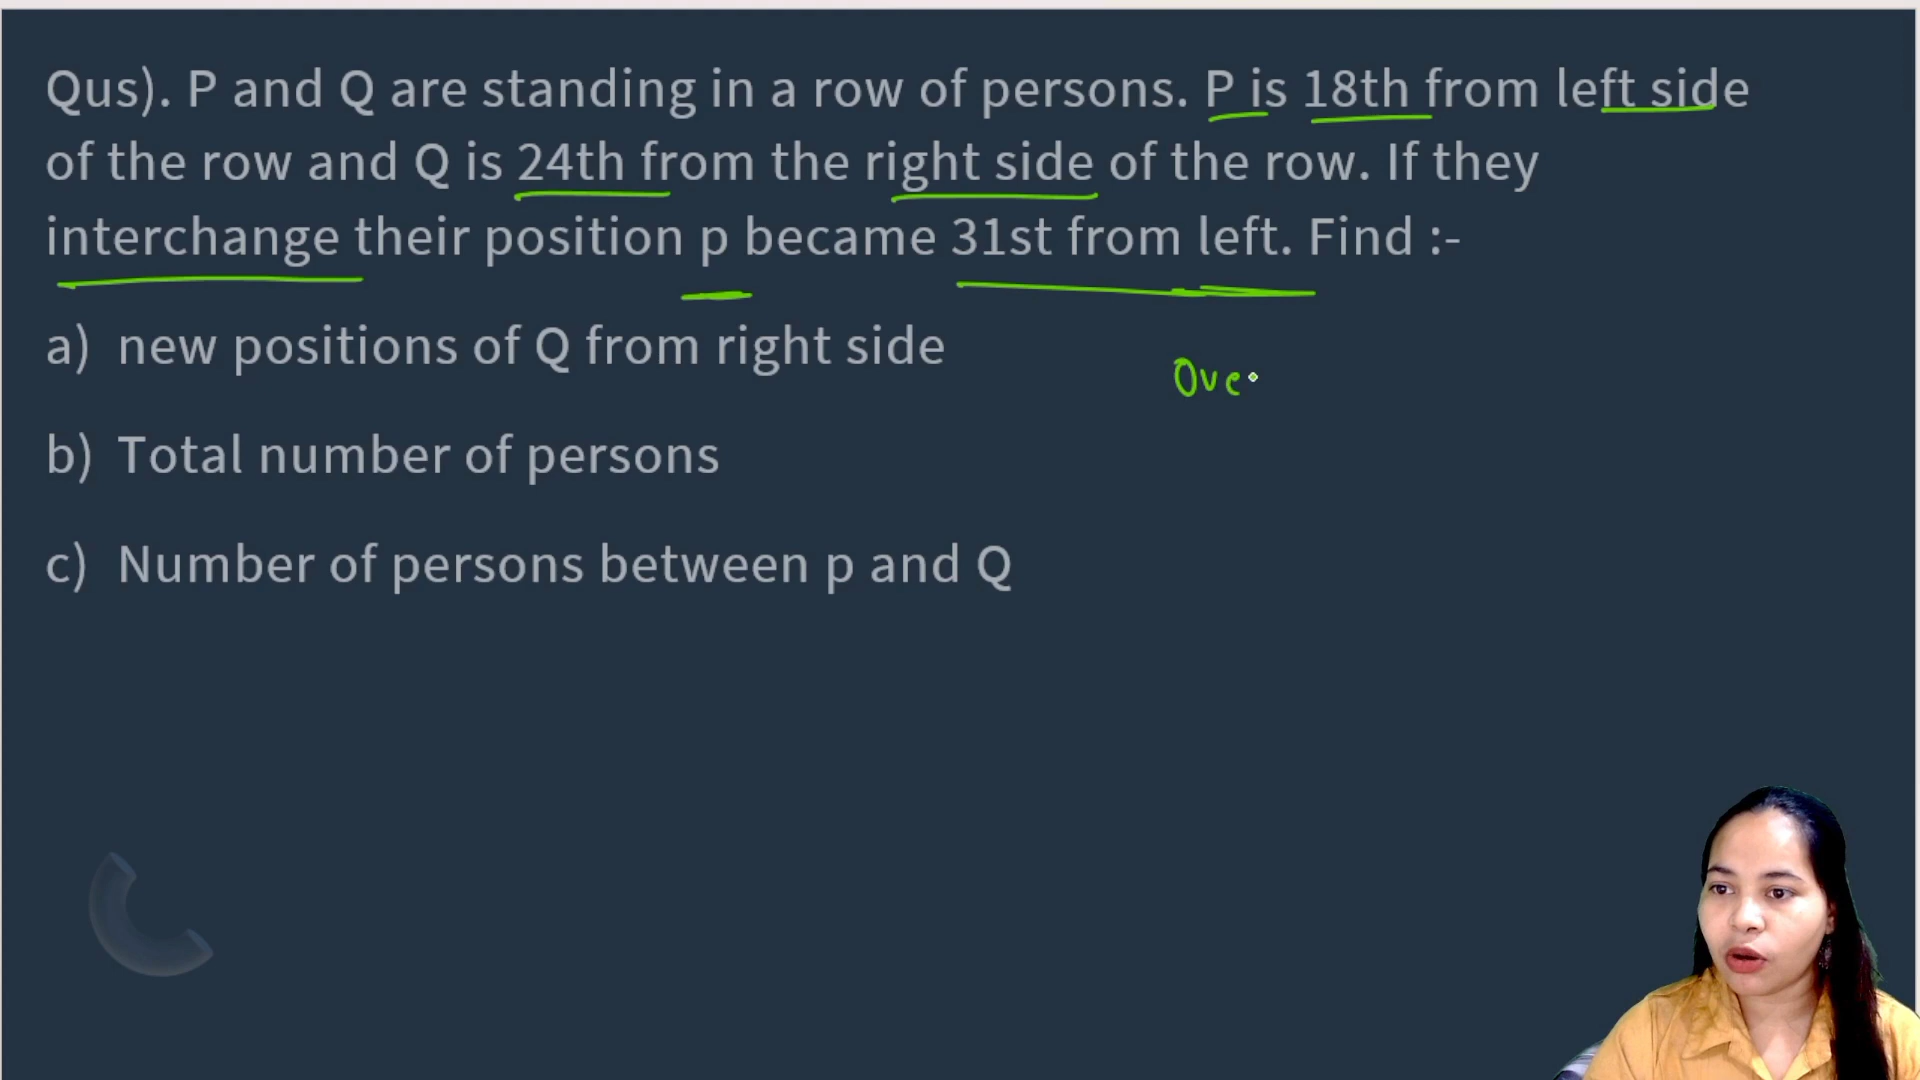 Qus). P and Q are standing in a row of persons. P is 18th from left side
of the row and Q is 24th from the right side of the row. If they
interchange their position p became 31st from left. Find :-
a) new positions of Q from right side
Ove
b) Total number of persons
c) Number of persons between p and Q